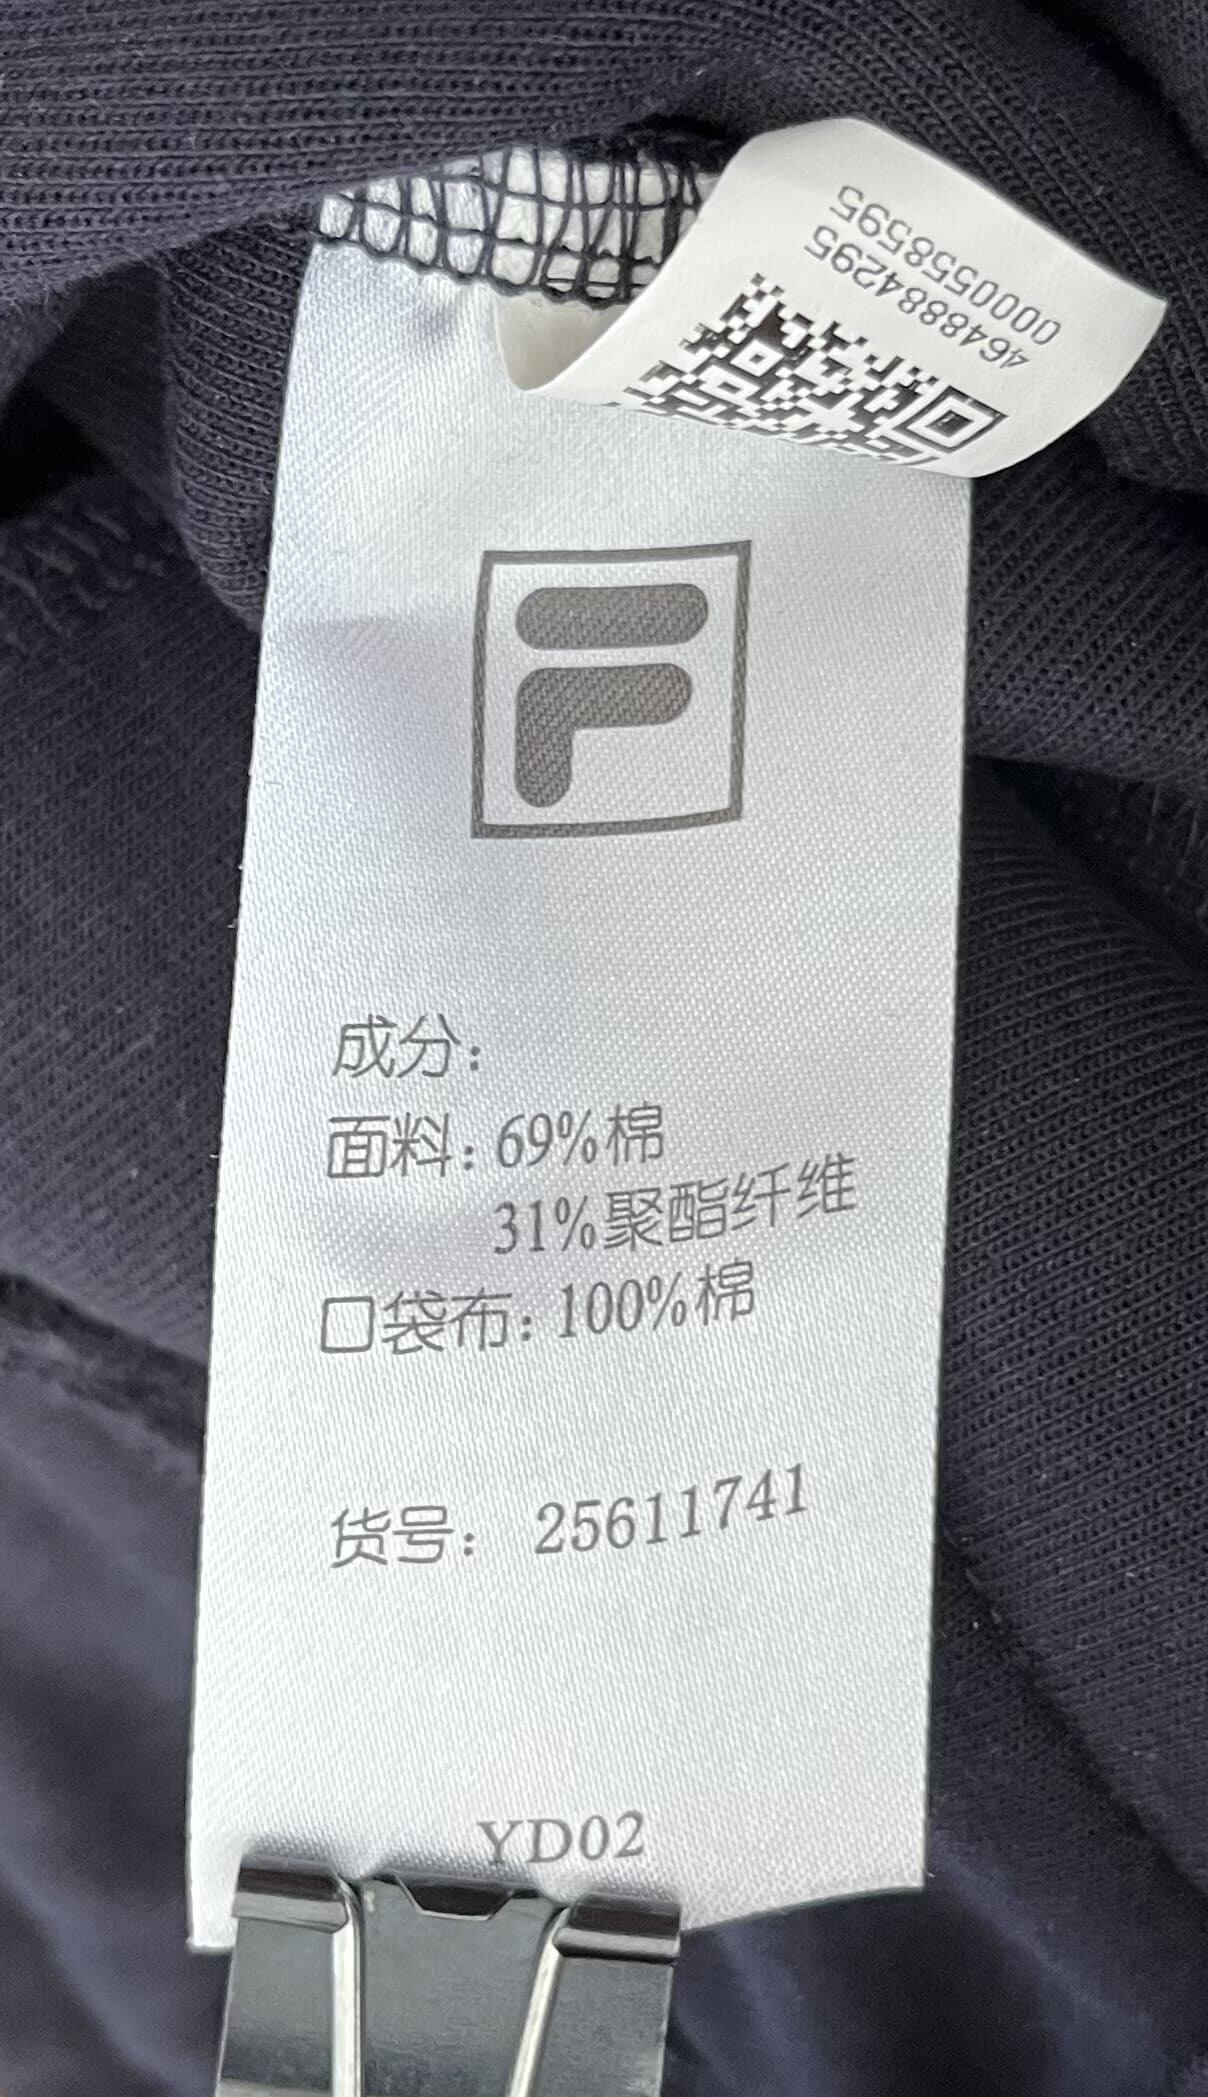 0000558595
4648884295
F
成分：
面料：69%棉
31%聚酯纤维
口袋布：100%棉
货号： 25611741
YD02